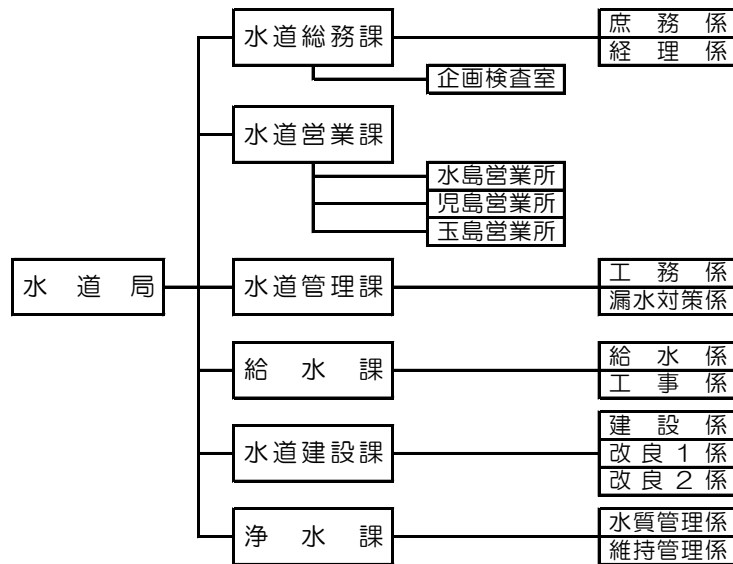 水道総務課
庶務係
経理係
企画検査室
水道営業課
水島営業所
児島営業所
玉島営業所
水道局
水道管理課
工務係
漏水対策係
給水課
給水係
工事係
水道建設課
建設係
改良1係
改良2係
浄水課
水質管理係
維持管理係